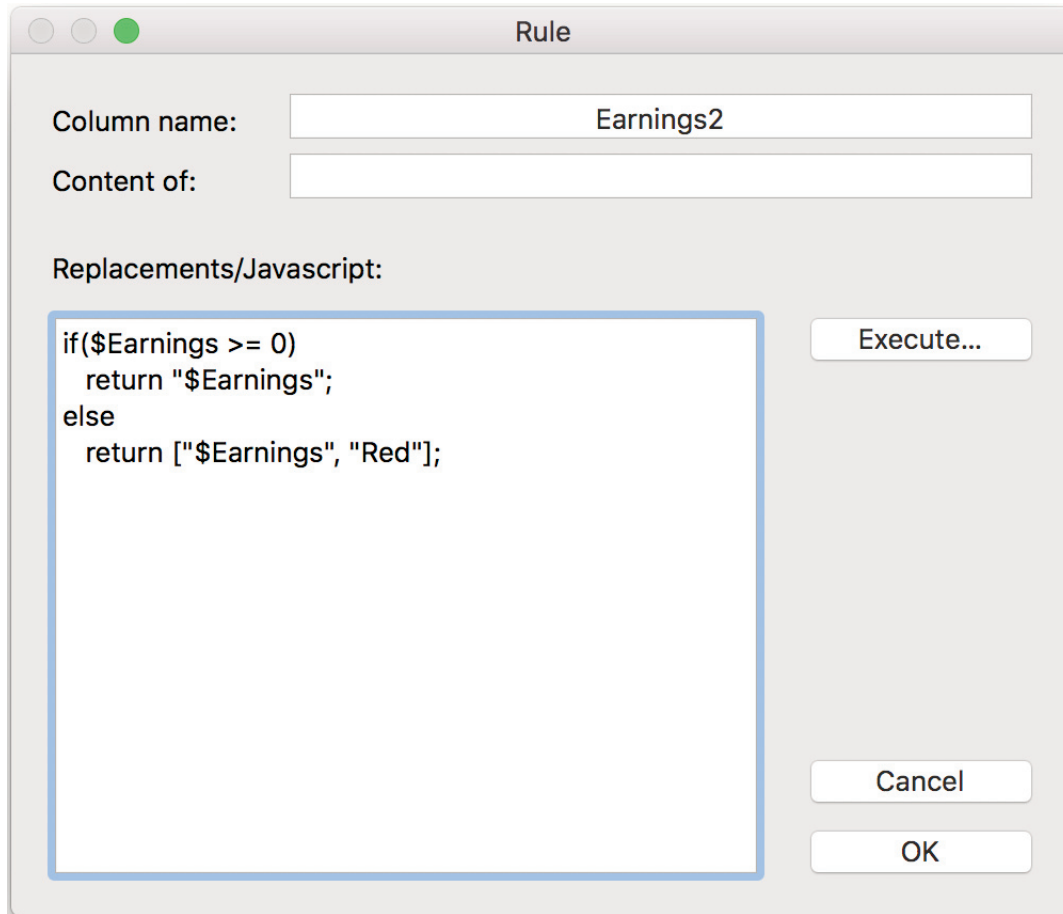 Rule
Column name:
Earnings2
Content of:
Replacements/Javascript:
if($Earnings >= 0)
   return "$Earnings";
else
   return ["$Earnings", "Red"];
Execute...
Cancel
OK